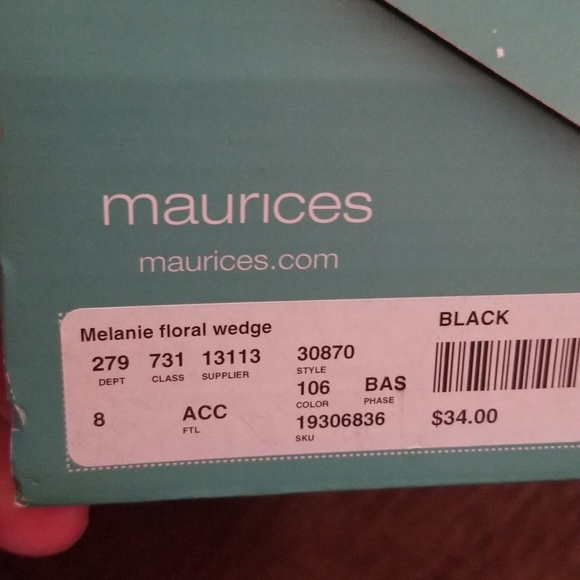 maurices
maurices.com
Melanie floral wedge BLACK
279 731 13113 30870
DEPT CLASS SUPPLIER STYLE
106 BAS
COLOR PHASE
8 ACC 19306836 $34.00
FTL SKU